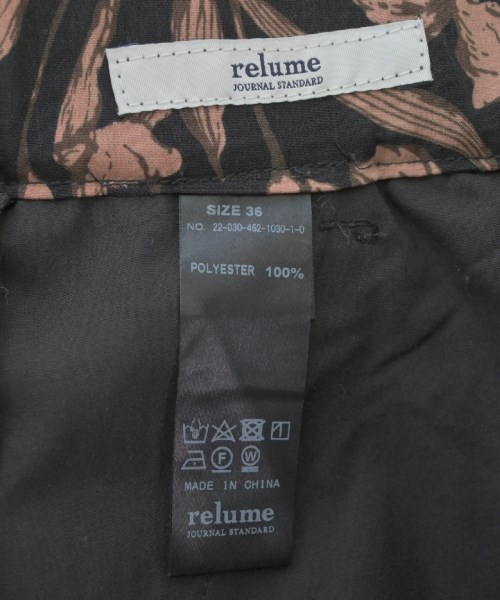 relume
JOURNAL STANDARD
SIZE 36
NO. 22-030-462-1030-1-0
POLYESTER 100%
F W
MADE IN CHINA
relume
JOURNAL STANDARD